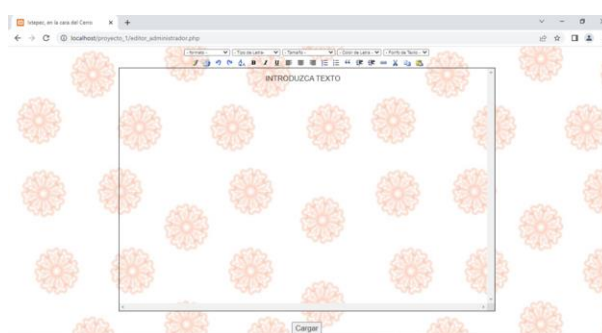 Ixtepec, en la casa del Cerro
localhost/proyecto_1/editor_administrador.php
- formato - - Tipo de Letra - - Tamaño - - Color de Letra - - Fondo de Texto -
INTRODUZCA TEXTO
Cargar